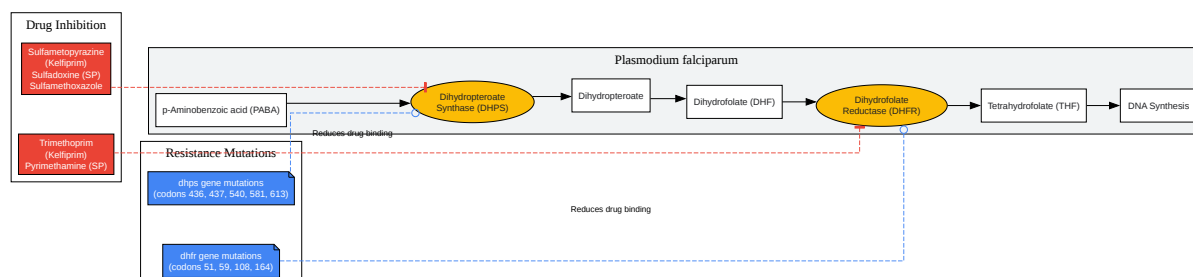 Drug Inhibition
Sulfametopyrazine
(Kelfiprim)
Sulfadoxine (SP)
Sulfamethoxazole
Trimethoprim
(Kelfiprim)
Pyrimethamine (SP)
Plasmodium falciparum
p-Aminobenzoic acid (PABA)
Dihydropteroate
Synthase (DHPS)
Dihydropteroate
Dihydrofolate (DHF)
Dihydrofolate
Reductase (DHFR)
Tetrahydrofolate (THF)
DNA Synthesis
Reduces drug binding
Resistance Mutations
dhps gene mutations
(codons 436, 437, 540, 581, 613)
Reduces drug binding
dhfr gene mutations
(codons 51, 59, 108, 164)